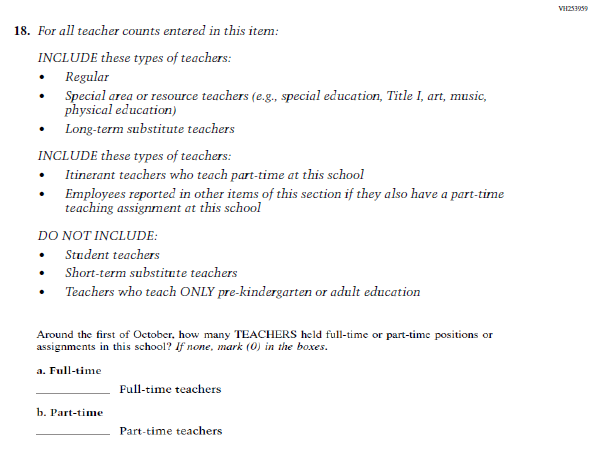 VH253959
18. For all teacher counts entered in this item:
INCLUDE these types of teachers:
• Regular
• Special area or resource teachers (e.g., special education, Title I, art, music,
physical education)
• Long-term substitute teachers
INCLUDE these types of teachers:
• Itinerant teachers who teach part-time at this school
• Employees reported in other items of this section if they also have a part-time
teaching assignment at this school
DO NOT INCLUDE:
• Student teachers
• Short-term substitute teachers
• Teachers who teach ONLY pre-kindergarten or adult education
Around the first of October, how many TEACHERS held full-time or part-time positions or
assignments in this school? If none, mark (0) in the boxes.
a. Full-time
____________ Full-time teachers
b. Part-time
____________ Part-time teachers